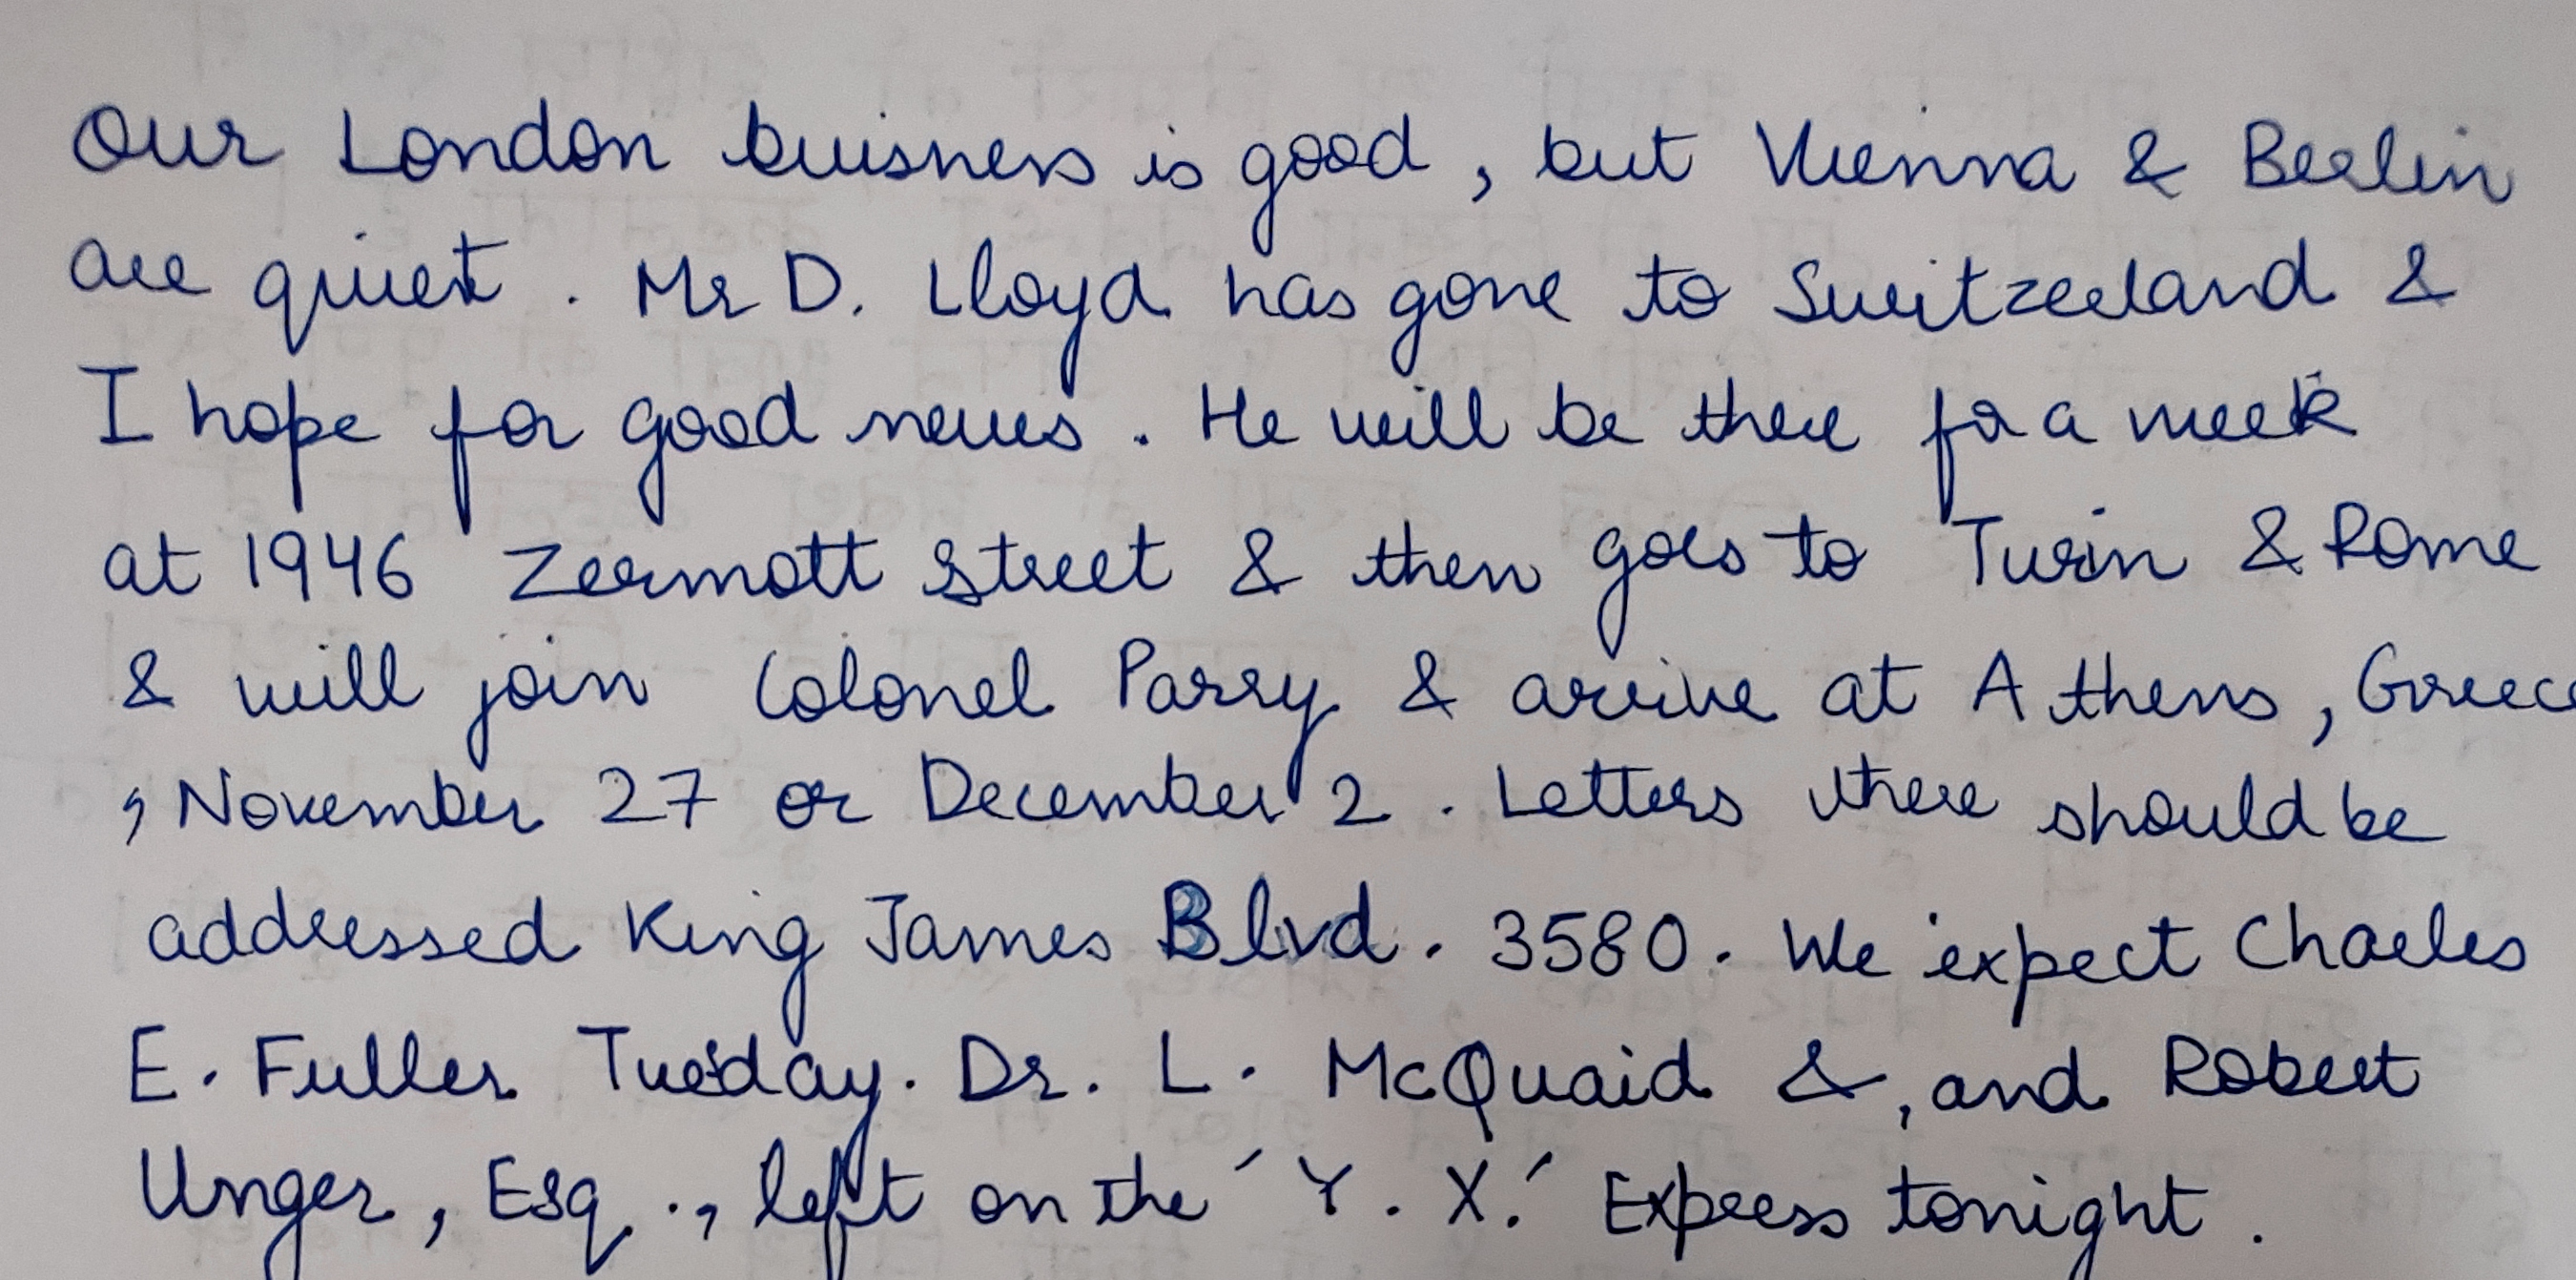 Our London buisness is good, but Vienna & Berlin
are quiet. Mr D. Lloyd has gone to Switzerland &
I hope for good news. He will be there for a week
at 1946 Zermott street & then goes to Turin & Rome
& will join Colonel Parry & arrive at Athens, Greece
, November 27 or December 2. Letters there should be
addressed King James Blvd. 3580. We expect Charles
E. Fuller Tuesday. Dr. L. McQuaid &, and Robert
Unger, Esq., left on the 'Y. X.' Express tonight.